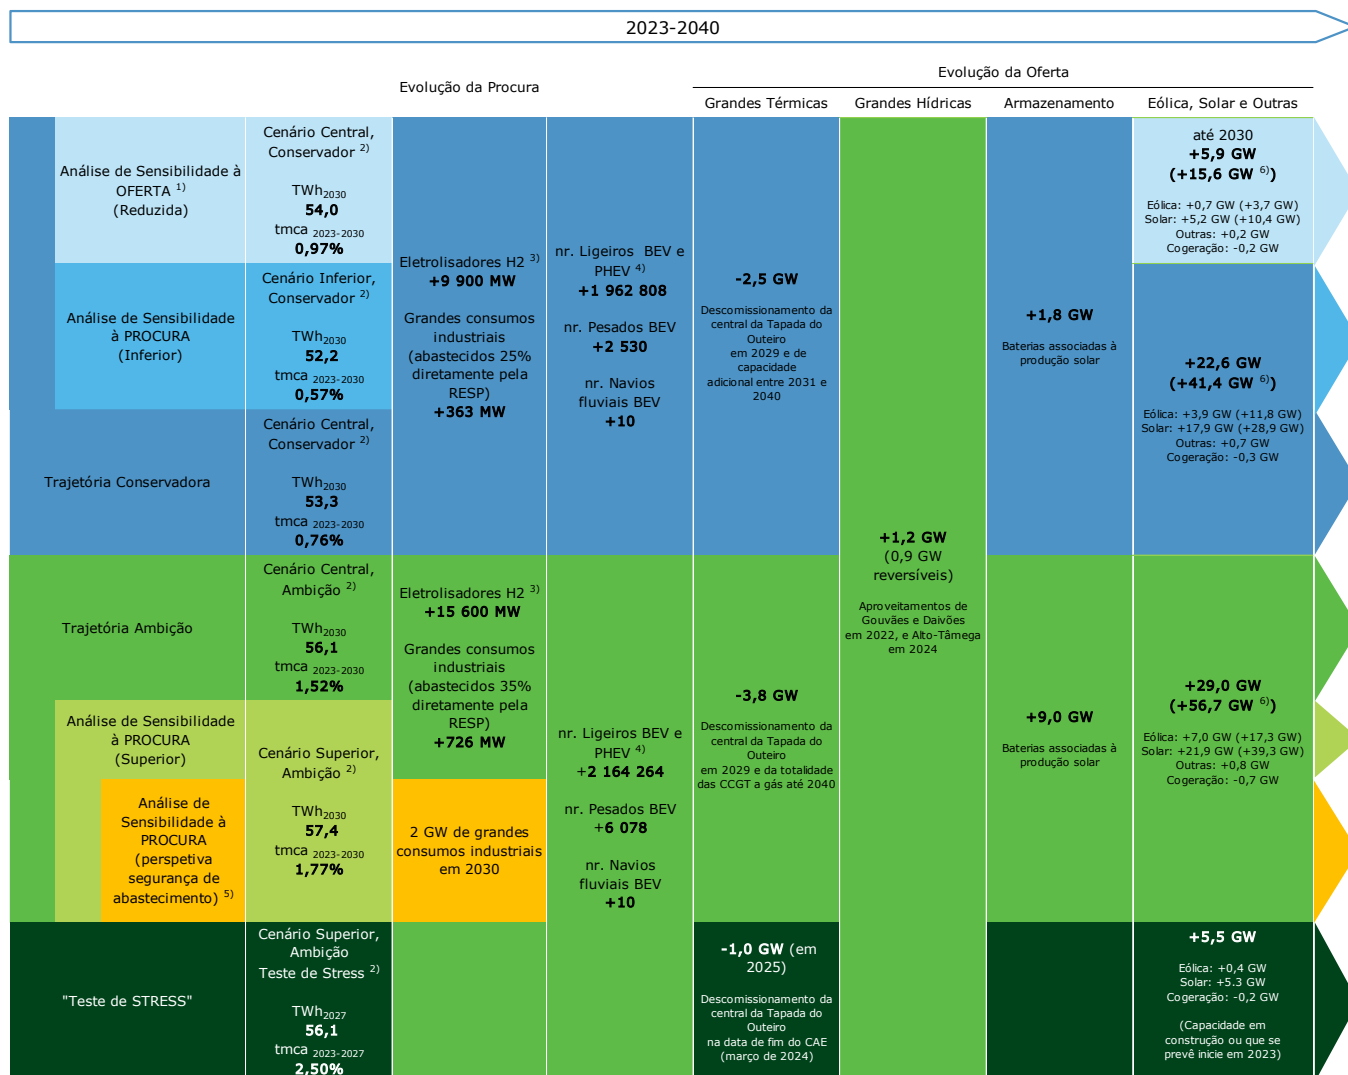 2023-2040
Evolução da Procura
Evolução da Oferta
Grandes Térmicas
Grandes Hídricas
Armazenamento
Eólica, Solar e Outras
Análise de Sensibilidade à
OFERTA 1)
(Reduzida)
Cenário Central,
Conservador 2)
TWh2030
54,0
tmca 2023-2030
0,97%
Análise de Sensibilidade
à PROCURA
(Inferior)
Cenário Inferior,
Conservador 2)
TWh2030
52,2
tmca 2023-2030
0,57%
Trajetória Conservadora
Cenário Central,
Conservador 2)
TWh2030
53,3
tmca 2023-2030
0,76%
Eletrolisadores H2 3)
+9 900 MW
Grandes consumos
industriais
(abastecidos 25%
diretamente pela
RESP)
+363 MW
nr. Ligeiros BEV e
PHEV 4)
+1 962 808
nr. Pesados BEV
+2 530
nr. Navios
fluviais BEV
+10
-2,5 GW
Descomissionamento da
central da Tapada do
Outeiro
em 2029 e de
capacidade
adicional entre 2031 e
2040
+1,8 GW
Baterias associadas à
produção solar
até 2030
+5,9 GW
(+15,6 GW 6))
Eólica: +0,7 GW (+3,7 GW)
Solar: +5,2 GW (+10,4 GW)
Outras: +0,2 GW
Cogeração: -0,2 GW
+22,6 GW
(+41,4 GW 6))
Eólica: +3,9 GW (+11,8 GW)
Solar: +17,9 GW (+28,9 GW)
Outras: +0,7 GW
Cogeração: -0,3 GW
+1,2 GW
(0,9 GW
reversíveis)
Aproveitamentos de
Gouvães e Daivões
em 2022, e Alto-Tâmega
em 2024
Trajetória Ambição
Cenário Central,
Ambição 2)
TWh2030
56,1
tmca 2023-2030
1,52%
Eletrolisadores H2 3)
+15 600 MW
Grandes consumos
industriais
(abastecidos 35%
diretamente pela
RESP)
+726 MW
Análise de Sensibilidade
à PROCURA
(Superior)
Cenário Superior,
Ambição 2)
TWh2030
57,4
tmca 2023-2030
1,77%
Análise de
Sensibilidade à
PROCURA
(perspetiva
segurança de
abastecimento) 5)
2 GW de grandes
consumos industriais
em 2030
nr. Ligeiros BEV e
PHEV 4)
+2 164 264
nr. Pesados BEV
+6 078
nr. Navios
fluviais BEV
+10
-3,8 GW
Descomissionamento da
central da Tapada do
Outeiro
em 2029 e da totalidade
das CCGT a gás até 2040
+9,0 GW
Baterias associadas à
produção solar
+29,0 GW
(+56,7 GW 6))
Eólica: +7,0 GW (+17,3 GW)
Solar: +21,9 GW (+39,3 GW)
Outras: +0,8 GW
Cogeração: -0,7 GW
"Teste de STRESS"
Cenário Superior,
Ambição
Teste de Stress 2)
TWh2027
56,1
tmca 2023-2027
2,50%
-1,0 GW (em
2025)
Descomissionamento da
central da Tapada do
Outeiro
na data de fim do CAE
(março de 2024)
+5,5 GW
Eólica: +0,4 GW
Solar: +5.3 GW
Cogeração: -0,2 GW
(Capacidade em
construção ou que se
prevê inicie em 2023)